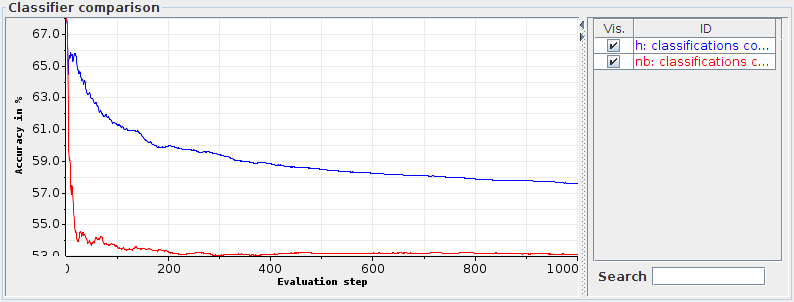 Classifier comparison
Accuracy in %
67.0
65.0
63.0
61.0
59.0
57.0
55.0
53.0
0
200
400
600
800
1000
Evaluation step
Vis. ID
h: classifications co...
nb: classifications c...
Search